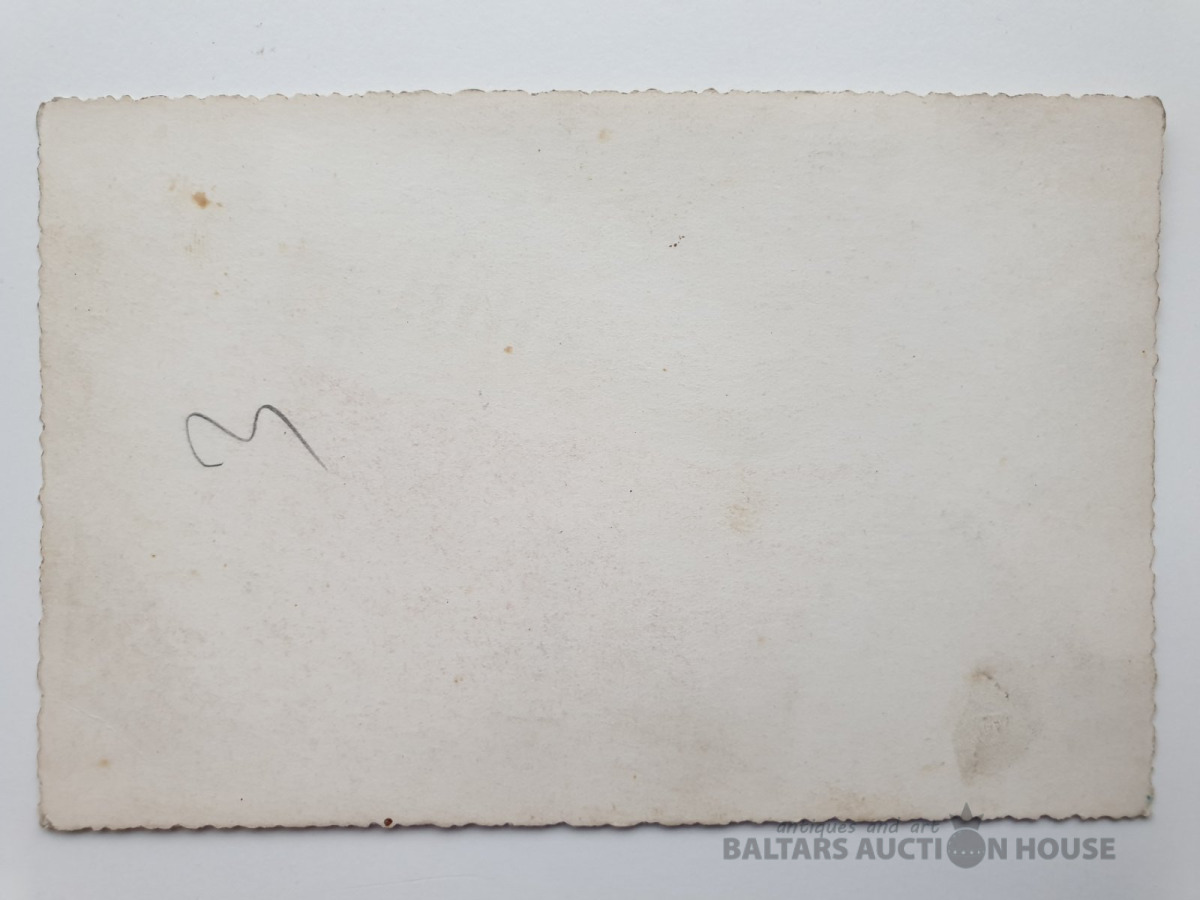 3
antiques and art
BALTARS AUCTION HOUSE